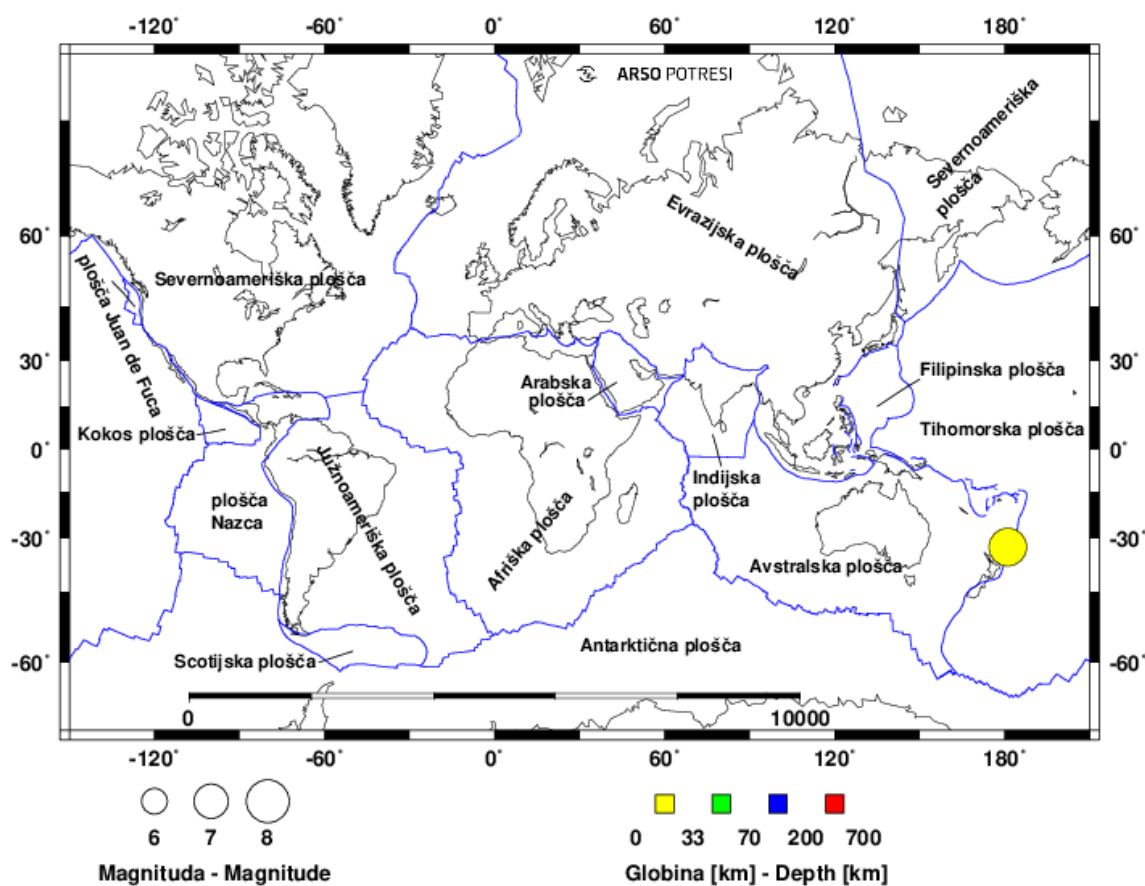 -120° -60° 0° 60° 120° 180°
ARSO POTRESI
Severnoameriška
plošča
Evrazijska plošča
60° 60°
Severnoameriška plošča
plošča Juan de Fuca
30° 30°
Arabska
plošča
Filipinska plošča
Kokos plošča
Tihomorska plošča
0° 0°
Južnoameriška plošča
Indijska
plošča
plošča
Nazca
Afriška plošča
-30° -30°
Avstralska plošča
Antarktična plošča
Scotijska plošča
-60° -60°
0 10000
-120° -60° 0° 60° 120° 180°
6 7 8
0 33 70 200 700
Magnituda - Magnitude
Globina [km] - Depth [km]